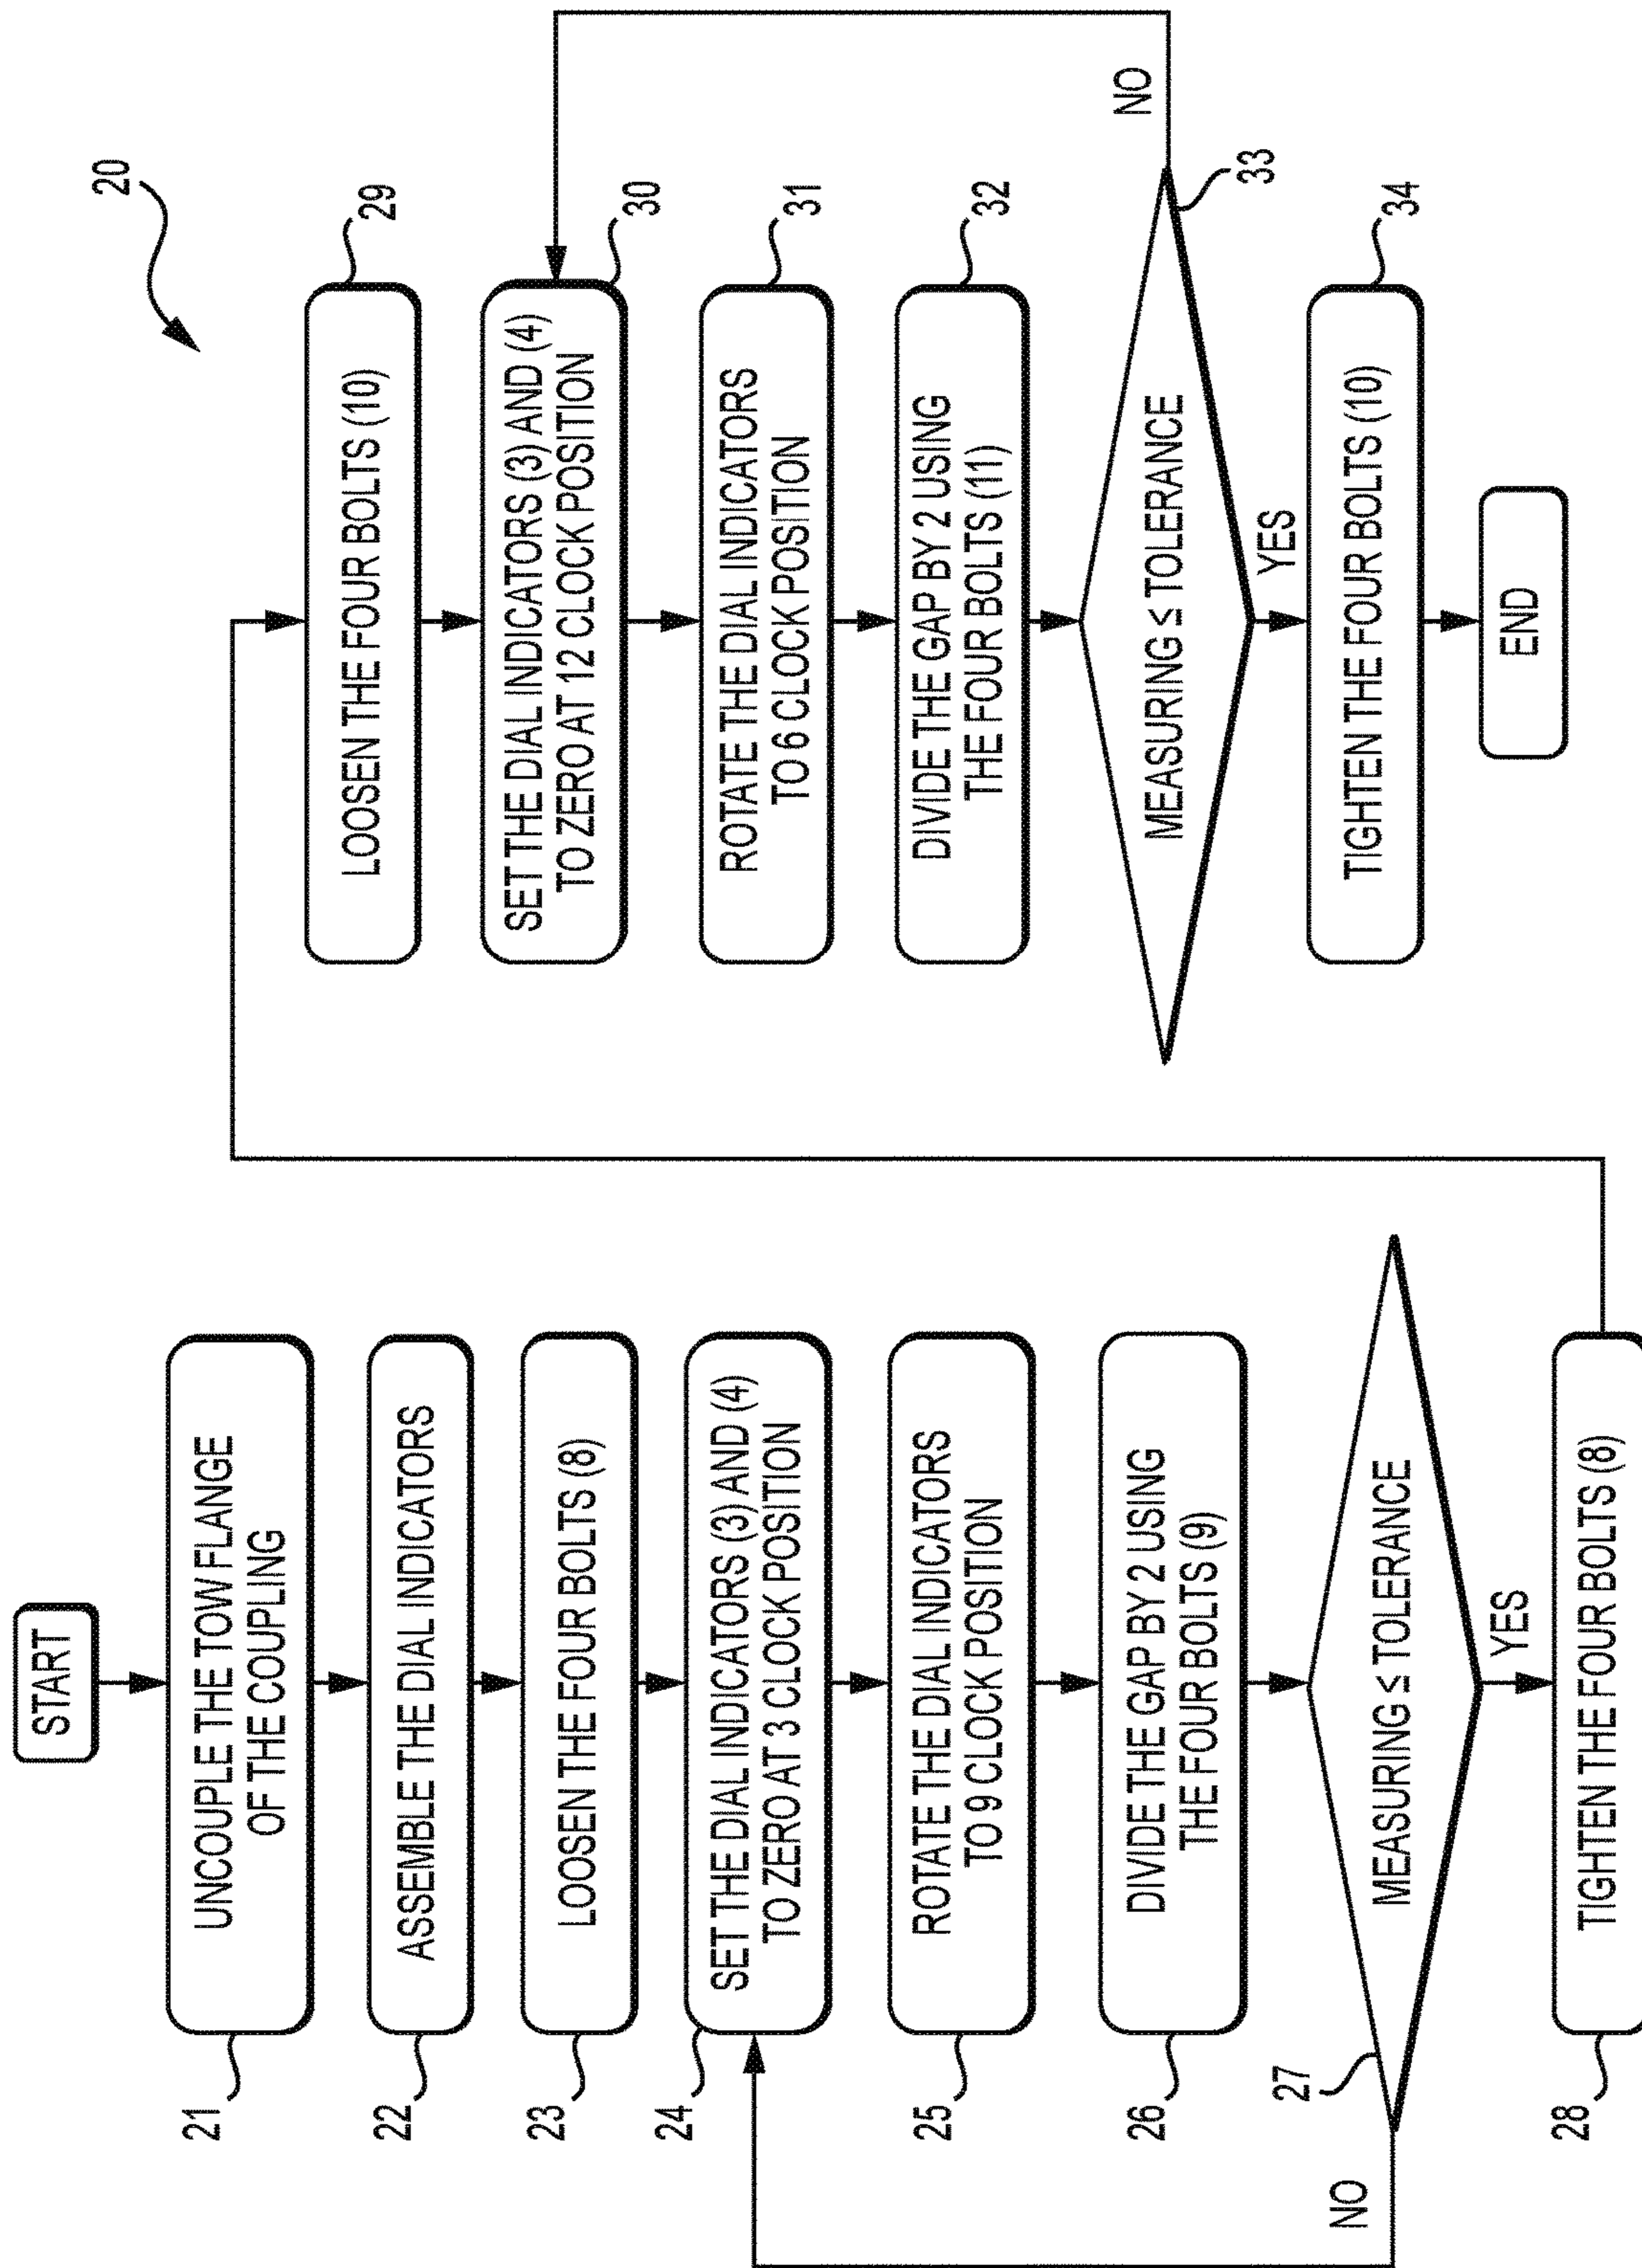 START
UNCOUPLE THE TOW FLANGE
OF THE COUPLING
21
ASSEMBLE THE DIAL INDICATORS
22
LOOSEN THE FOUR BOLTS (8)
23
SET THE DIAL INDICATORS (3) AND (4)
TO ZERO AT 3 CLOCK POSITION
24
ROTATE THE DIAL INDICATORS
TO 9 CLOCK POSITION
25
DIVIDE THE GAP BY 2 USING
THE FOUR BOLTS (9)
26
MEASURING ≤ TOLERANCE
27
NO
YES
TIGHTEN THE FOUR BOLTS (8)
28
20
LOOSEN THE FOUR BOLTS (10)
29
SET THE DIAL INDICATORS (3) AND (4)
TO ZERO AT 12 CLOCK POSITION
30
ROTATE THE DIAL INDICATORS
TO 6 CLOCK POSITION
31
DIVIDE THE GAP BY 2 USING
THE FOUR BOLTS (11)
32
MEASURING ≤ TOLERANCE
33
NO
YES
TIGHTEN THE FOUR BOLTS (10)
34
END